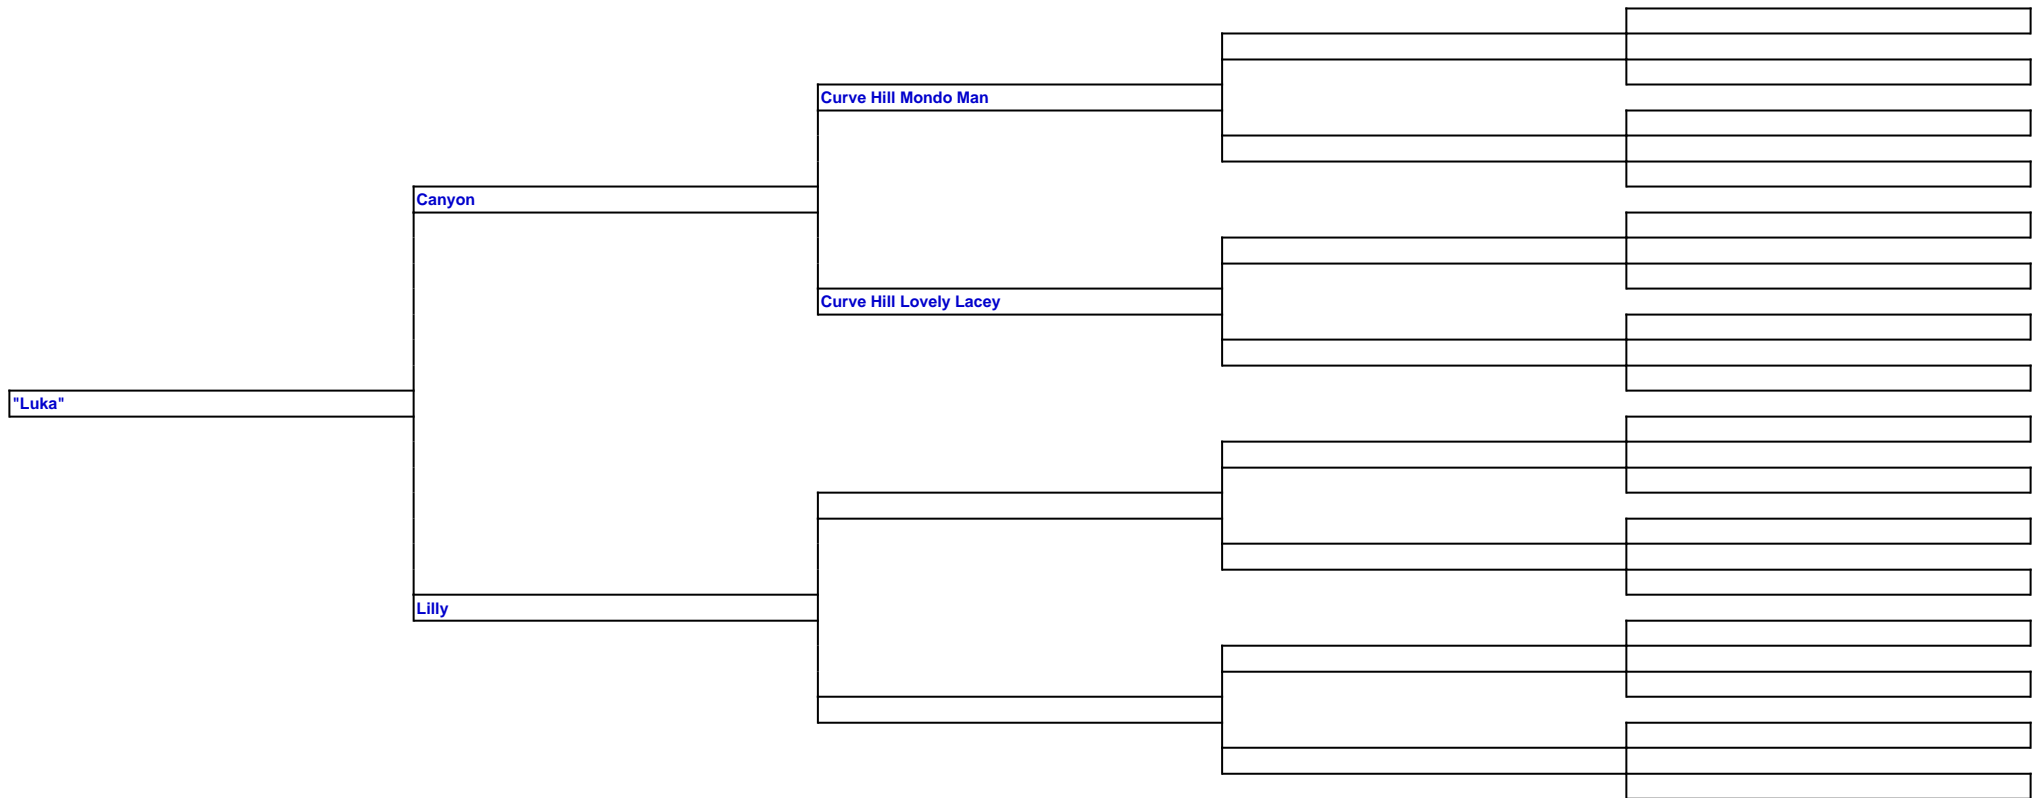 Curve Hill Mondo Man
Canyon
Curve Hill Lovely Lacey
"Luka"
Lilly